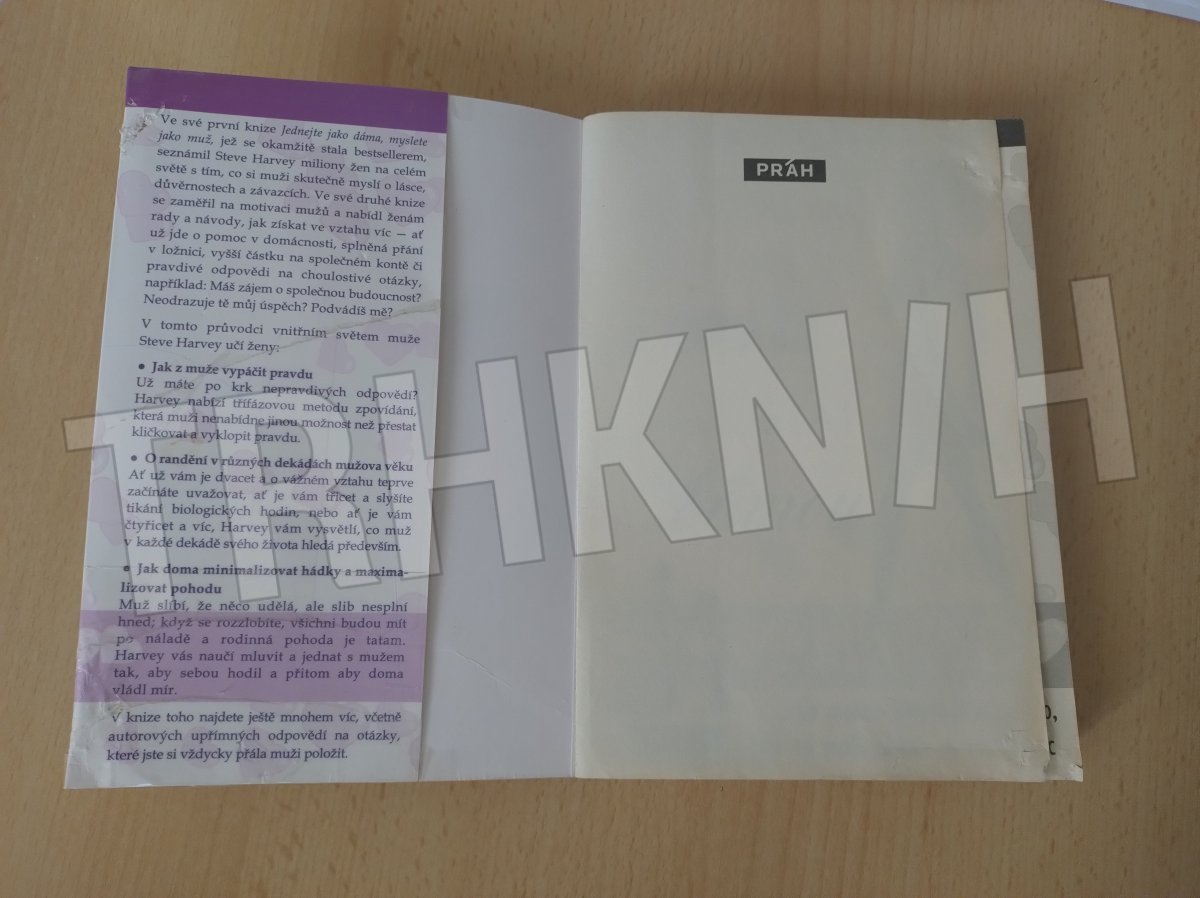 Ve své první knize Jednejte jako dáma, myslete
jako muž, jež se okamžitě stala bestsellerem,
seznámil Steve Harvey miliony žen na celém
světě s tím, co si muži skutečně myslí o lásce,
důvěrnostech a závazcích. Ve své druhé knize
se zaměřil na motivaci mužů a nabídl ženám
rady a návody, jak získat ve vztahu víc — ať
už jde o pomoc v domácnosti, splněná přání
v ložnici, vyšší částku na společném kontě či
pravdivé odpovědi na choulostivé otázky,
například: Máš zájem o společnou budoucnost?
Neodrazuje tě můj úspěch? Podvádíš mě?
V tomto průvodci vnitřním světem muže
Steve Harvey učí ženy:
• Jak z muže vypáčit pravdu
Už máte po krk nepravdivých odpovědí?
Harvey nabízí třífázovou metodu zpovídání,
která muži nenabídne jinou možnost než přestat
kličkovat a vyklopit pravdu.
• O randění v různých dekádách mužova věku
Ať už vám je dvacet a o vážném vztahu teprve
začínáte uvažovat, ať je vám třicet a slyšíte
tikání biologických hodin, nebo ať je vám
čtyřicet a víc, Harvey vám vysvětlí, co muž
v každé dekádě svého života hledá především.
• Jak doma minimalizovat hádky a maxima-
lizovat pohodu
Muž slíbí, že něco udělá, ale slib nesplní
hned; když se rozzlobíte, všichni budou mít
po náladě a rodinná pohoda je tatam.
Harvey vás naučí mluvit a jednat s mužem
tak, aby sebou hodil a přitom aby doma
vládl mír.
V knize toho najdete ještě mnohem víc, včetně
autorových upřímných odpovědí na otázky,
které jste si vždycky přála muži položit.
PRÁH
TRHKNIH